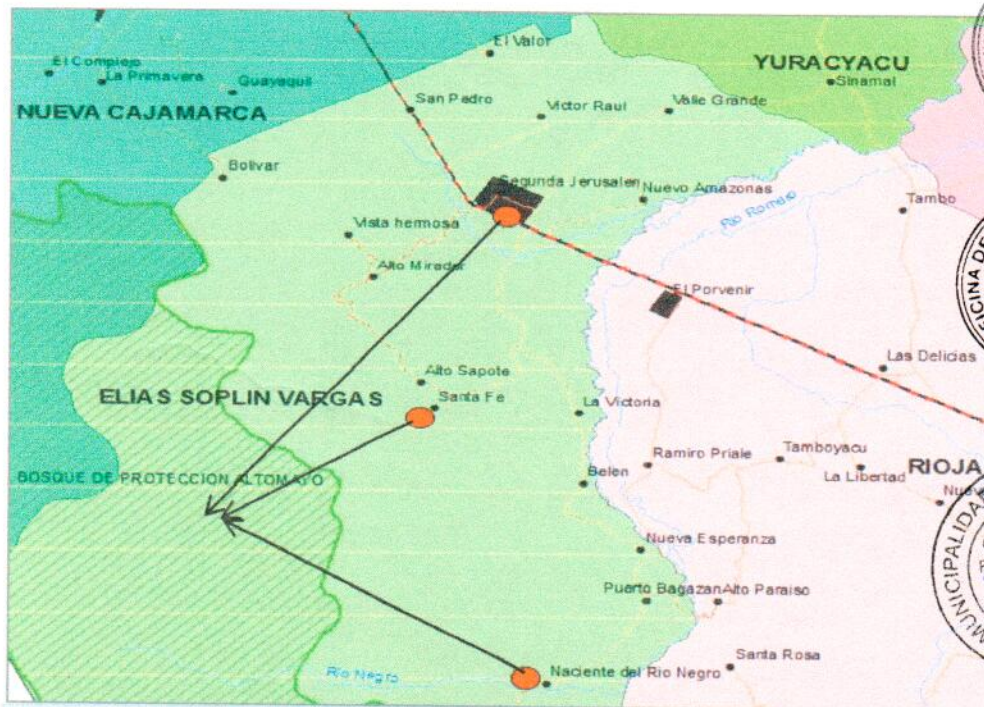 El Valor
YURACYACU
El Complejo
La Primavera
Guayaquil
Sinamal
NUEVA CAJAMARCA
San Pedro
Victor Raul
Valle Grande
Bolivar
Segunda Jerusalen
Nuevo Amazonas
Tambo
Rio Romero
Vista hermosa
Alto Mirador
El Porvenir
Las Delicias
Alto Sapote
ELIAS SOPLIN VARGAS
Santa Fe
La Victoria
BOSQUE DE PROTECCION ALTOMAYO
Belen
Ramiro Priale
Tamboyacu
La Libertad
RIOJA
Nueva Esperanza
Puerto Bagazan
Alto Paraiso
Santa Rosa
Rio Negro
Naciente del Rio Negro
MUNICIPALIDA